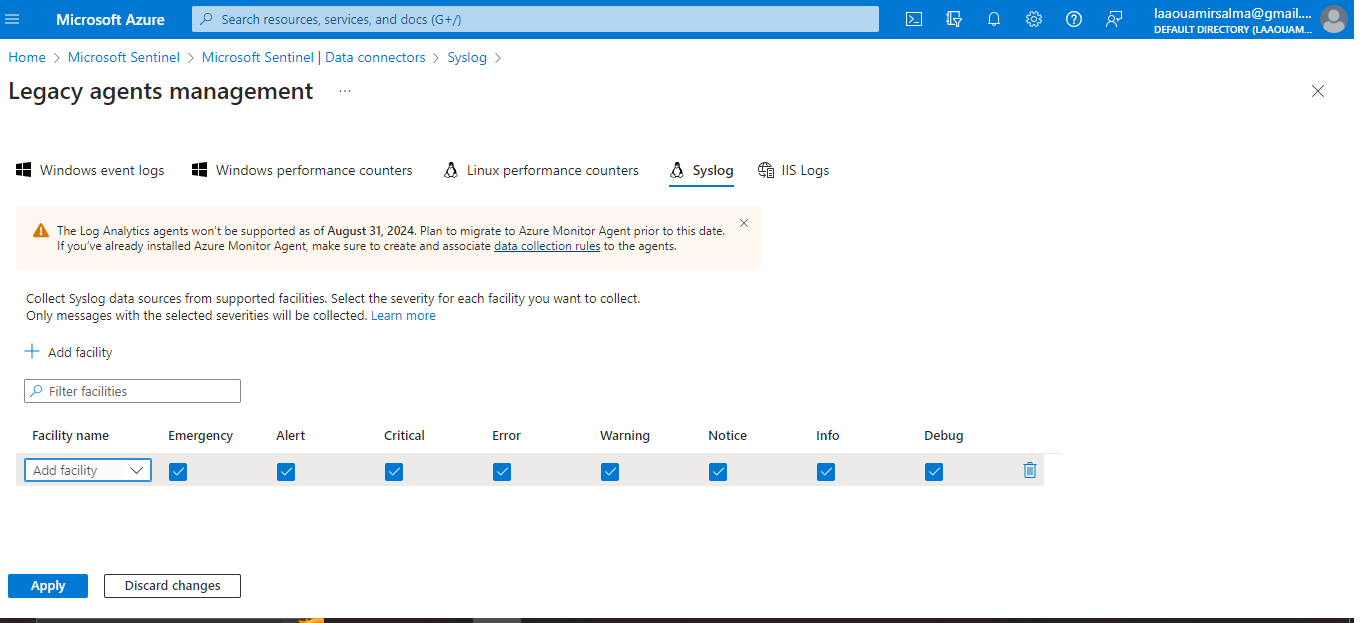 Microsoft Azure
Search resources, services, and docs (G+/)
laaouamirsalma@gmail....
DEFAULT DIRECTORY (LAAOUAM...
Home > Microsoft Sentinel > Microsoft Sentinel | Data connectors > Syslog >
Legacy agents management ...
Windows event logs
Windows performance counters
Linux performance counters
Syslog
IIS Logs
The Log Analytics agents won't be supported as of August 31, 2024. Plan to migrate to Azure Monitor Agent prior to this date.
If you've already installed Azure Monitor Agent, make sure to create and associate data collection rules to the agents.
Collect Syslog data sources from supported facilities. Select the severity for each facility you want to collect.
Only messages with the selected severities will be collected. Learn more
Add facility
Filter facilities
Facility name Emergency Alert Critical Error Warning Notice Info Debug
Add facility
Apply
Discard changes